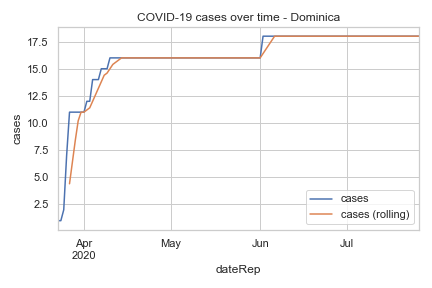 COVID-19 cases over time - Dominica
17.5
15.0
12.5
10.0
7.5
5.0
2.5
cases
cases
cases (rolling)
Apr
2020
May
Jun
Jul
dateRep